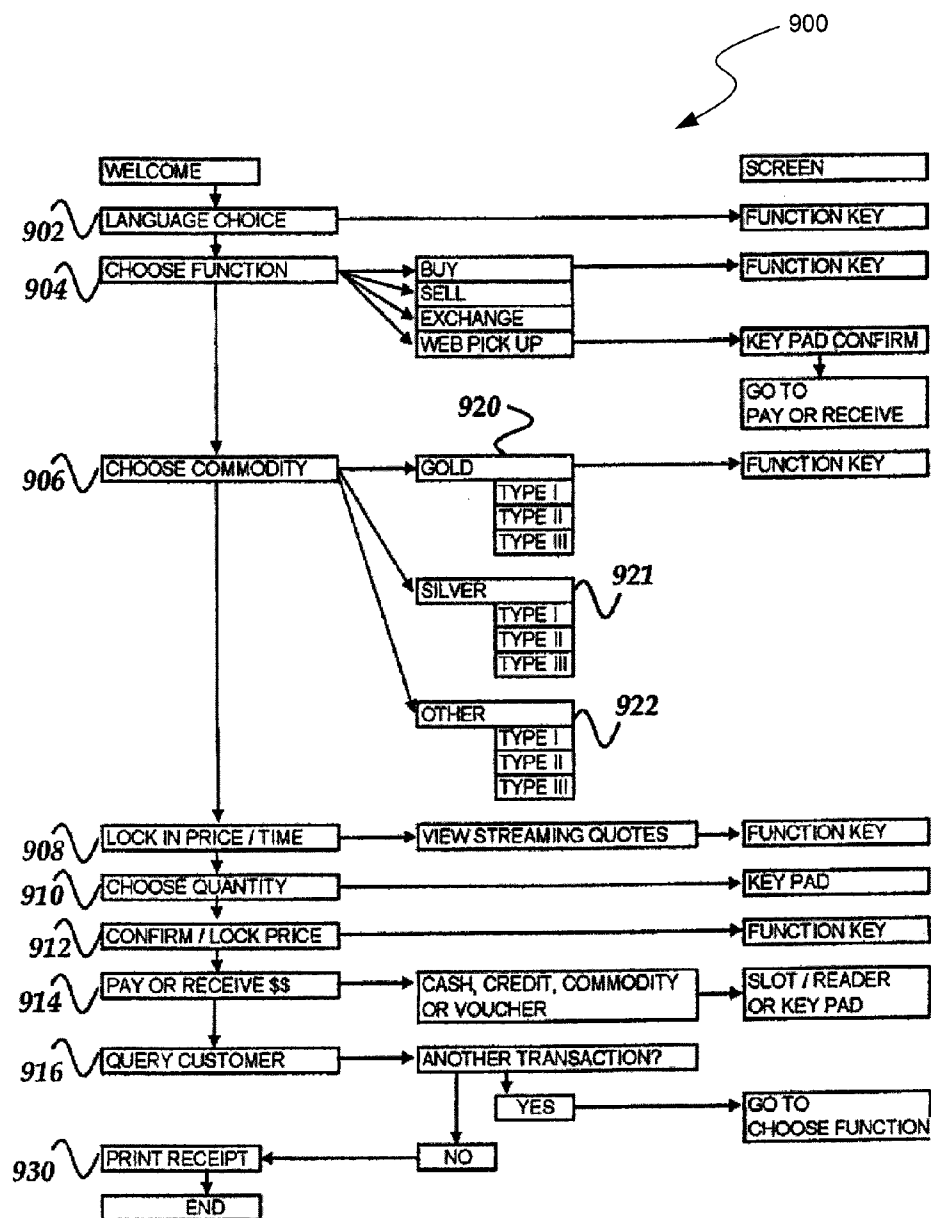 900
WELCOME
SCREEN
902
LANGUAGE CHOICE
FUNCTION KEY
904
CHOOSE FUNCTION
BUY
FUNCTION KEY
SELL
EXCHANGE
WEB PICK UP
KEY PAD CONFIRM
GO TO
PAY OR RECEIVE
920
906
CHOOSE COMMODITY
GOLD
FUNCTION KEY
TYPE I
TYPE II
TYPE III
921
SILVER
TYPE I
TYPE II
TYPE III
922
OTHER
TYPE I
TYPE II
TYPE III
908
LOCK IN PRICE / TIME
VIEW STREAMING QUOTES
FUNCTION KEY
910
CHOOSE QUANTITY
KEY PAD
912
CONFIRM / LOCK PRICE
FUNCTION KEY
914
PAY OR RECEIVE $$
CASH, CREDIT, COMMODITY
OR VOUCHER
SLOT / READER
OR KEY PAD
916
QUERY CUSTOMER
ANOTHER TRANSACTION?
YES
GO TO
CHOOSE FUNCTION
930
PRINT RECEIPT
NO
END